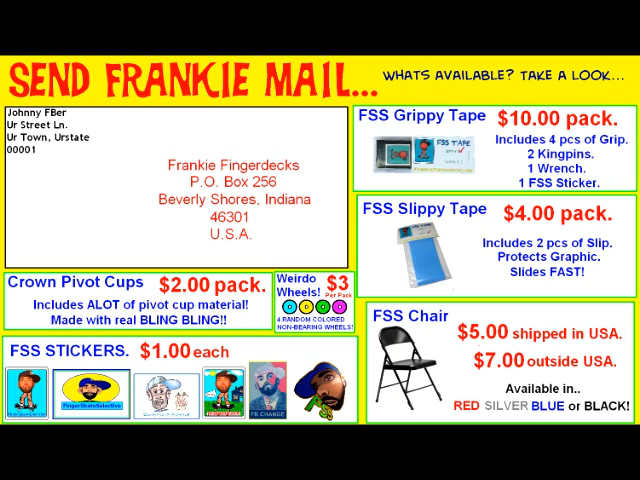 SEND FRANKIE MAIL...
WHATS AVAILABLE? TAKE A LOOK...
Johnny FBer
Ur Street Ln.
Ur Town, Urstate
00001
Frankie Fingerdecks
P.O. Box 256
Beverly Shores, Indiana
46301
U.S.A.
FSS Grippy Tape $10.00 pack.
FSS TAPE
Includes 4 pcs of Grip.
2 Kingpins.
1 Wrench.
1 FSS Sticker.
FSS Slippy Tape $4.00 pack.
Includes 2 pcs of Slip.
Protects Graphic.
Slides FAST!
Crown Pivot Cups $2.00 pack.
Includes ALOT of pivot cup material!
Made with real BLING BLING!!
Weirdo
Wheels!
$3
Per Pack
4 RANDOM COLORED
NON-BEARING WHEELS!
FSS Chair
$5.00 shipped in USA.
$7.00 outside USA.
Available in..
RED SILVER BLUE or BLACK!
FSS STICKERS. $1.00 each
FingerSkateSelective
FB CHANGE